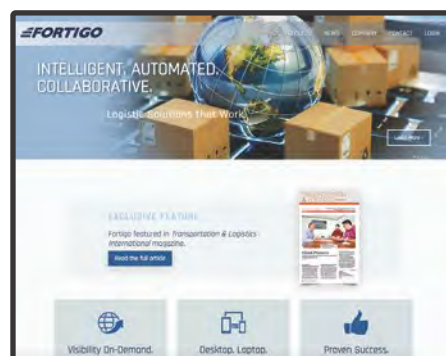 FORTIGO
NEWS COMPANY CONTACT LOGIN
INTELLIGENT, AUTOMATED,
COLLABORATIVE.
Logistic Solutions that Work.
Learn More
EXCLUSIVE FEATURE
Fortigo featured in Transportation & Logistics
International magazine.
Read the full article
Visibility On-Demand.
Desktop. Laptop.
Proven Success.